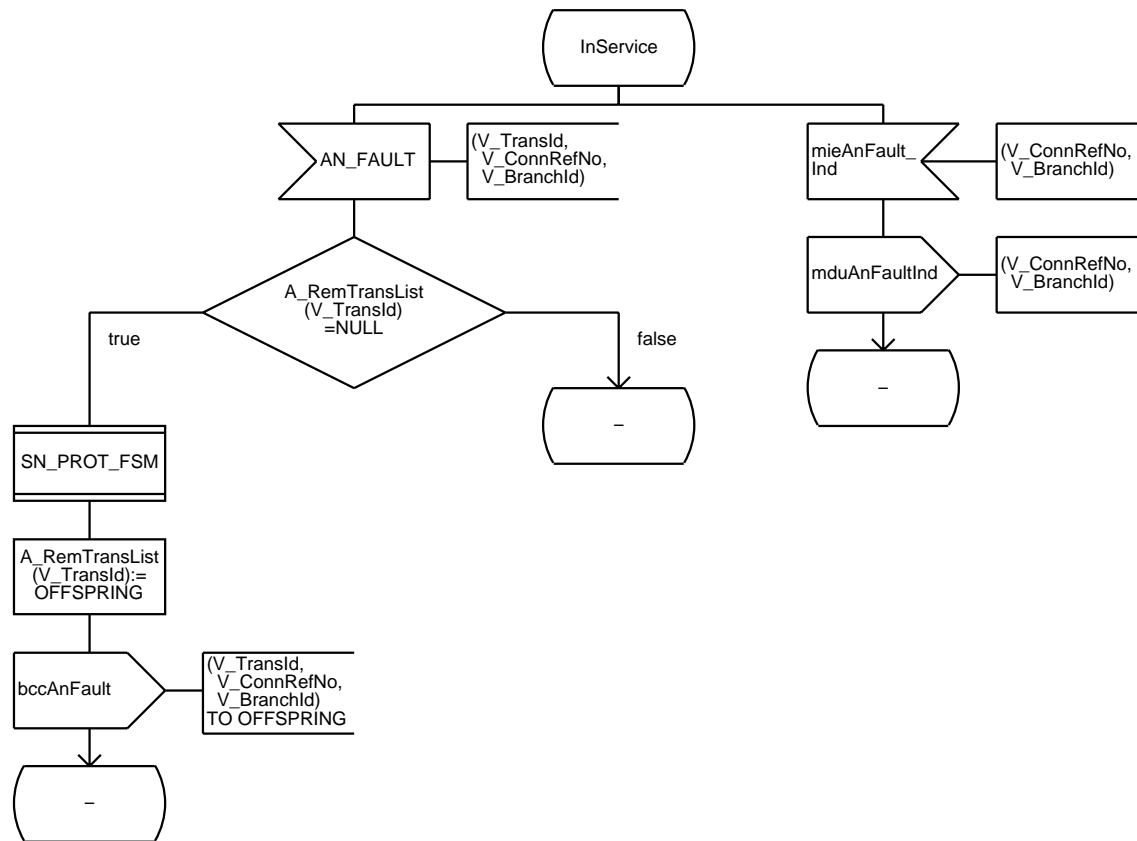 InService
AN_FAULT
(V_TransId,
V_ConnRefNo,
V_BranchId)
mieAnFault_
Ind
(V_ConnRefNo,
V_BranchId)
mduAnFaultInd
(V_ConnRefNo,
V_BranchId)
A_RemTransList
(V_TransId)
=NULL
true
false
–
–
SN_PROT_FSM
A_RemTransList
(V_TransId):=
OFFSPRING
bccAnFault
(V_TransId,
V_ConnRefNo,
V_BranchId)
TO OFFSPRING
–